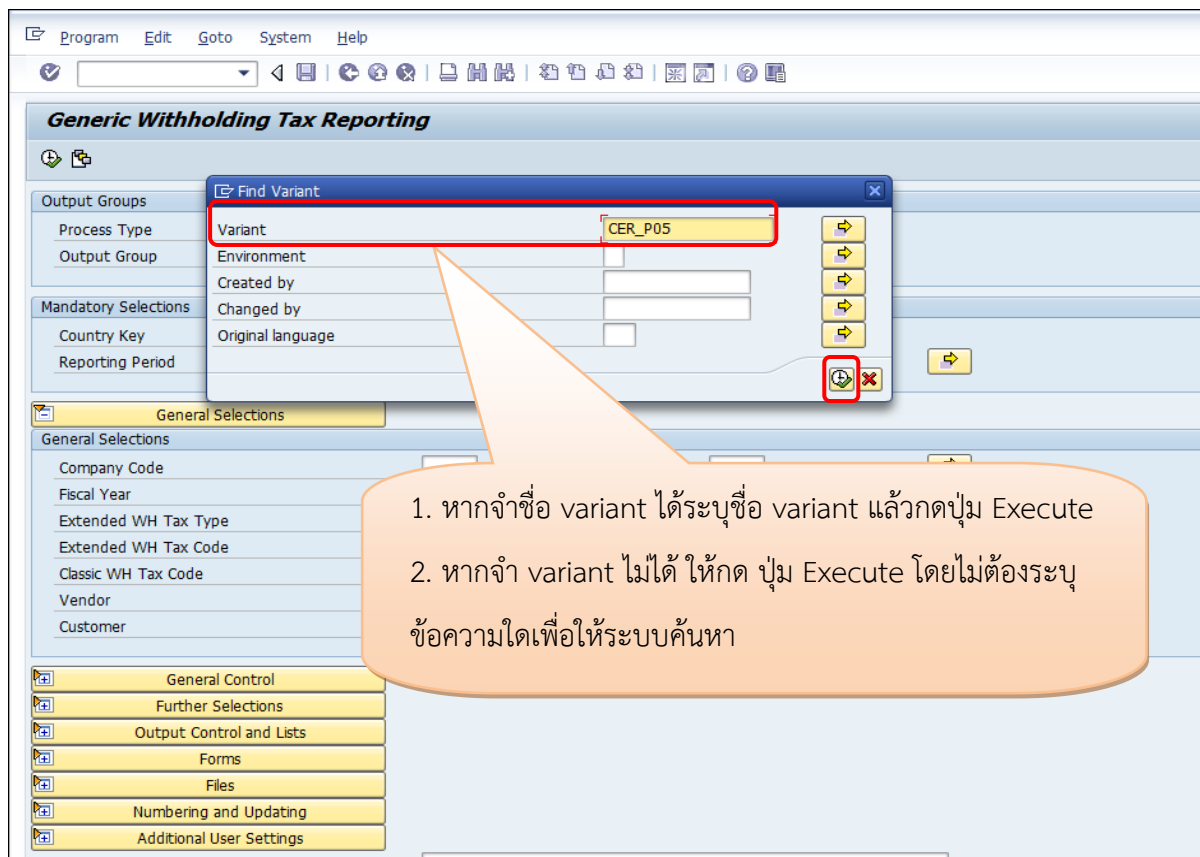 Program Edit Goto System Help
Generic Withholding Tax Reporting
Find Variant
Output Groups
Process Type
Output Group
Variant CER_P05
Environment
Created by
Changed by
Original language
Mandatory Selections
Country Key
Reporting Period
General Selections
General Selections
Company Code
Fiscal Year
Extended WH Tax Type
Extended WH Tax Code
Classic WH Tax Code
Vendor
Customer
1. หากจำชื่อ variant ได้ระบุชื่อ variant แล้วกดปุ่ม Execute
2. หากจำ variant ไม่ได้ ให้กด ปุ่ม Execute โดยไม่ต้องระบุ
ข้อความใดเพื่อให้ระบบค้นหา
General Control
Further Selections
Output Control and Lists
Forms
Files
Numbering and Updating
Additional User Settings